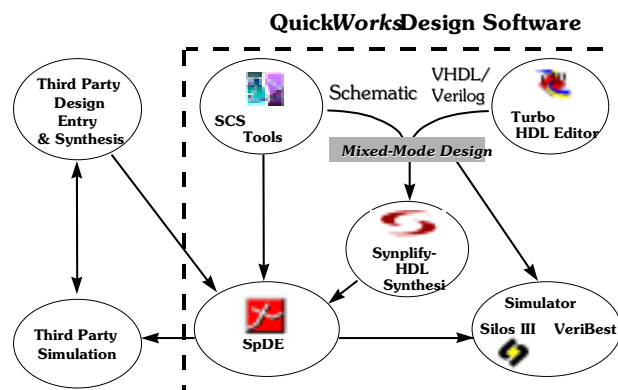 QuickWorks Design Software
Third Party
Design
Entry
& Synthesis
SCS
Tools
Schematic
VHDL/
Verilog
Turbo
HDL Editor
Mixed-Mode Design
Synplify-
HDL
Synthesi
Third Party
Simulation
SpDE
Simulator
Silos III VeriBest